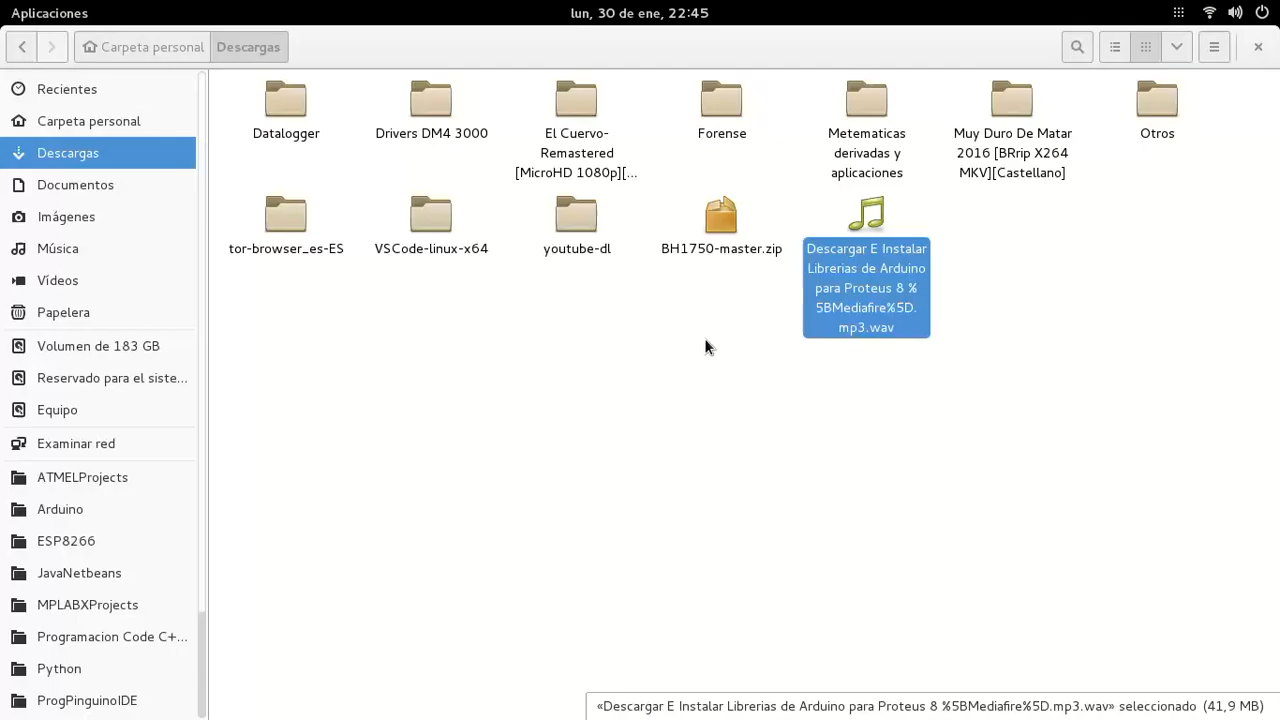 Aplicaciones
lun, 30 de ene, 22:45
Carpeta personal
Descargas
Recientes
Carpeta personal
Descargas
Documentos
Imágenes
Música
Vídeos
Papelera
Volumen de 183 GB
Reservado para el siste...
Equipo
Examinar red
ATMELProjects
Arduino
ESP8266
JavaNetbeans
MPLABXProjects
Programacion Code C+...
Python
ProgPinguinoIDE
Datalogger
Drivers DM4 3000
El Cuervo-
Remastered
[MicroHD 1080p][...
Forense
Metematicas
derivadas y
aplicaciones
Muy Duro De Matar
2016 [BRrip X264
MKV][Castellano]
Otros
tor-browser_es-ES
VSCode-linux-x64
youtube-dl
BH1750-master.zip
Descargar E Instalar
Librerias de Arduino
para Proteus 8 %
5BMediafire%5D.
mp3.wav
«Descargar E Instalar Librerias de Arduino para Proteus 8 %5BMediafire%5D.mp3.wav» seleccionado (41,9 MB)